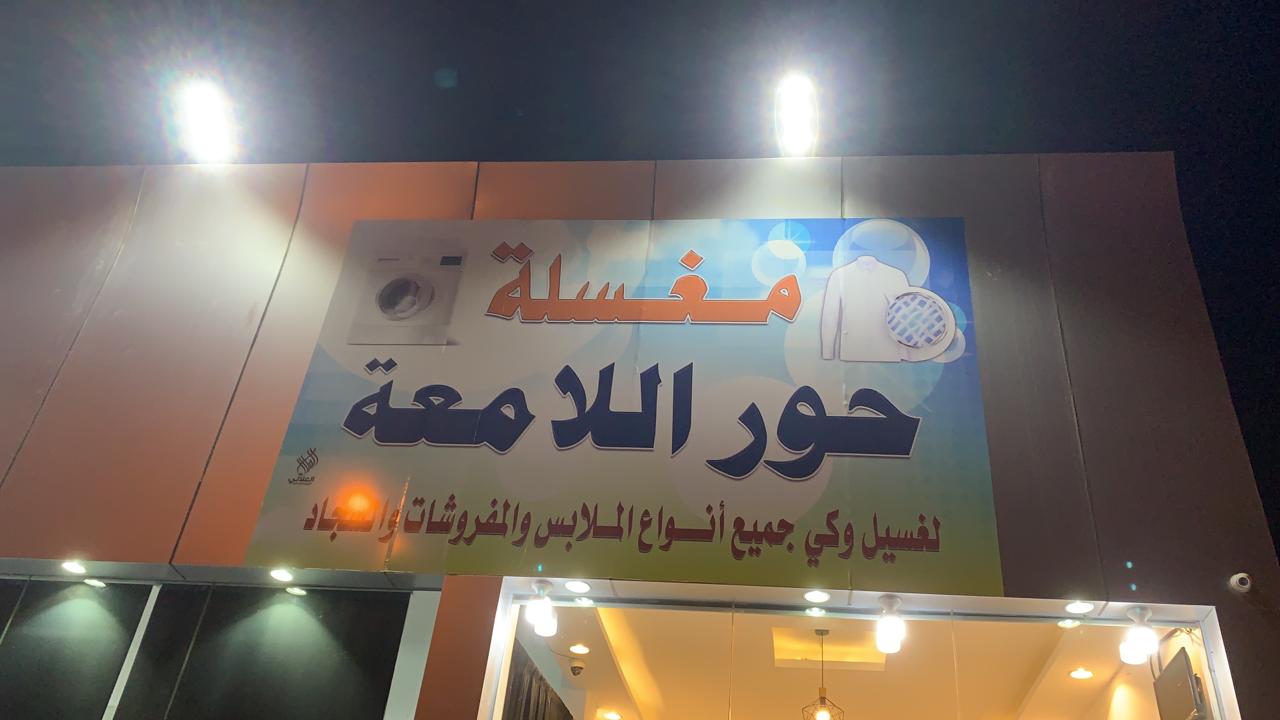 مغسلة
حور اللامعة
لغسيل وكي جميع أنواع الملابس والمفروشات والسجاد